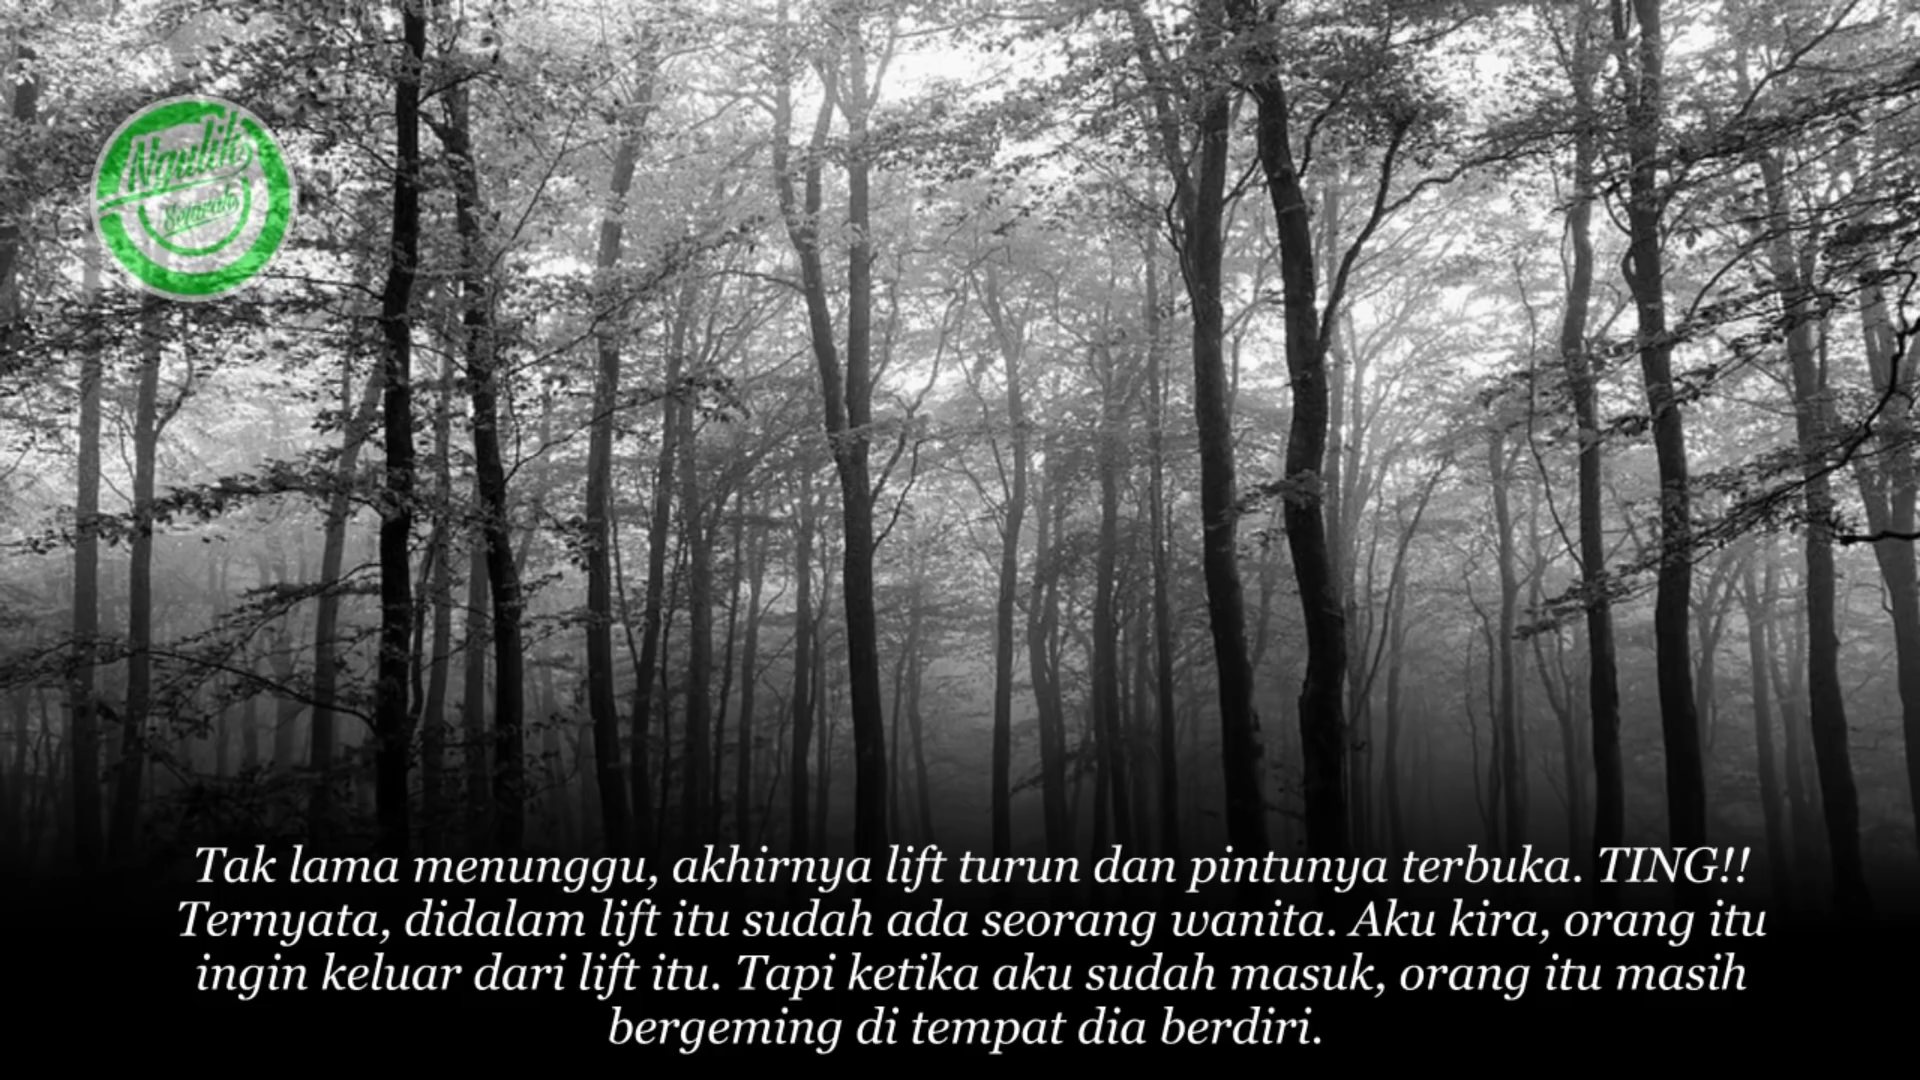 Ngulik
Sejarah
Tak lama menunggu, akhirnya lift turun dan pintunya terbuka. TING!!
Ternyata, didalam lift itu sudah ada seorang wanita. Aku kira, orang itu
ingin keluar dari lift itu. Tapi ketika aku sudah masuk, orang itu masih
bergeming di tempat dia berdiri.